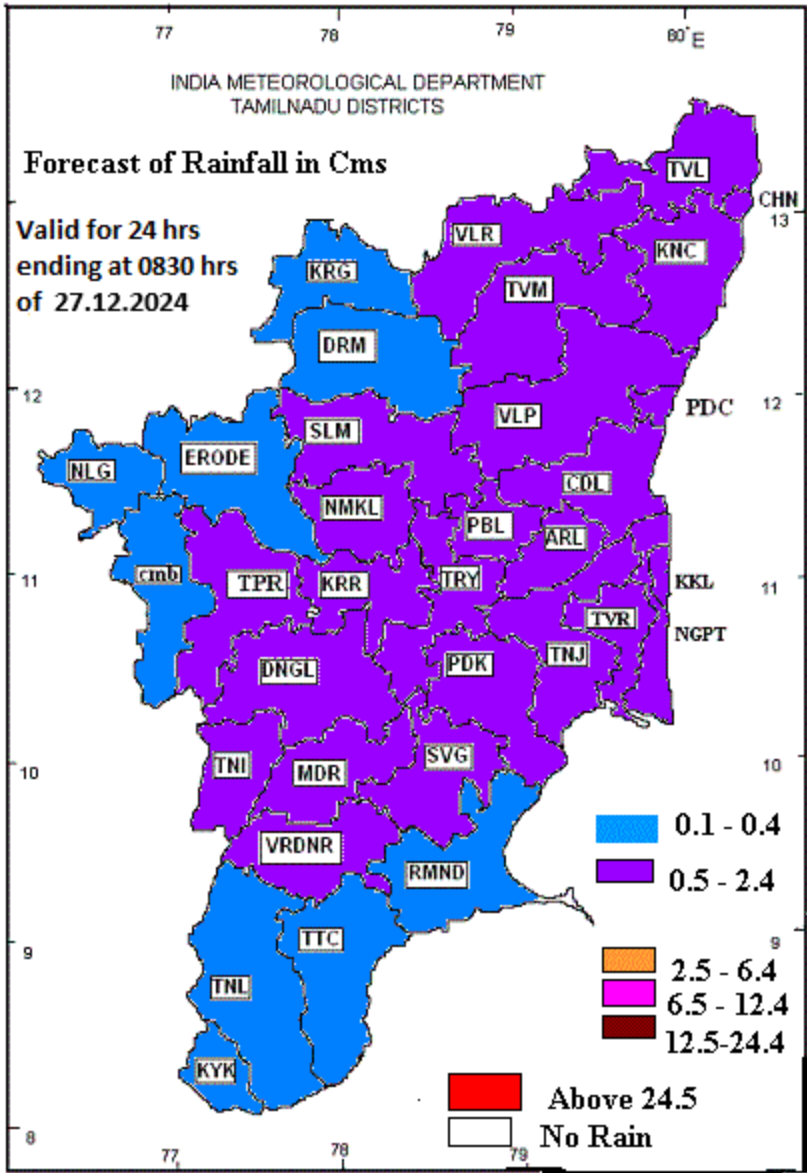 77 78 79 80° E
INDIA METEOROLOGICAL DEPARTMENT
TAMILNADU DISTRICTS
Forecast of Rainfall in Cms
TVL
CHN
13
Valid for 24 hrs
ending at 0830 hrs
of 27.12.2024
VLR
KNC
KRG
TVM
DRM
12
12
PDC
VLP
SLM
ERODE
NLG
CDL
NMKL
PBL
ARL
11
cmb
TPR
KRR
TRY
KKL
11
TVR
NGPT
DNGL
PDK
TNJ
10
TNI
MDR
SVG
10
0.1 - 0.4
VRDNR
RMND
0.5 - 2.4
9
TTC
9
2.5 - 6.4
TNL
6.5 - 12.4
12.5-24.4
KYK
Above 24.5
8
No Rain
77 78 79